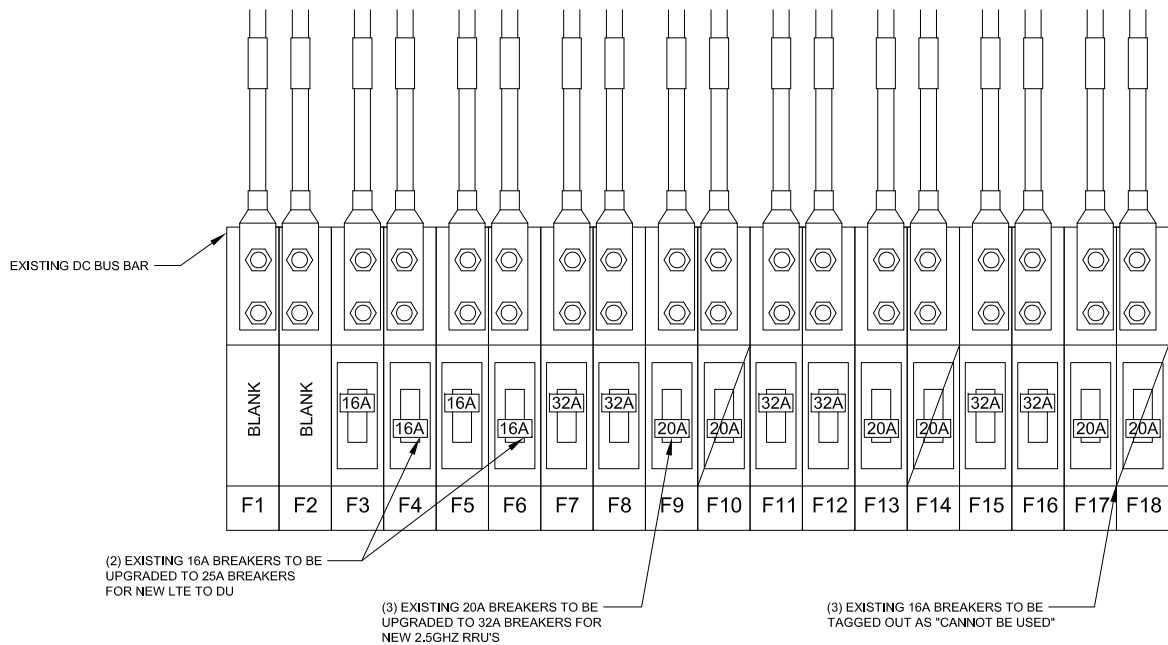 EXISTING DC BUS BAR
BLANK
BLANK
16A
16A
16A
16A
32A
32A
20A
20A
32A
32A
20A
20A
32A
32A
20A
20A
F1 F2 F3 F4 F5 F6 F7 F8 F9 F10 F11 F12 F13 F14 F15 F16 F17 F18
(2) EXISTING 16A BREAKERS TO BE
UPGRADED TO 25A BREAKERS
FOR NEW LTE TO DU
(3) EXISTING 20A BREAKERS TO BE
UPGRADED TO 32A BREAKERS FOR
NEW 2.5GHZ RRU'S
(3) EXISTING 16A BREAKERS TO BE
TAGGED OUT AS "CANNOT BE USED"